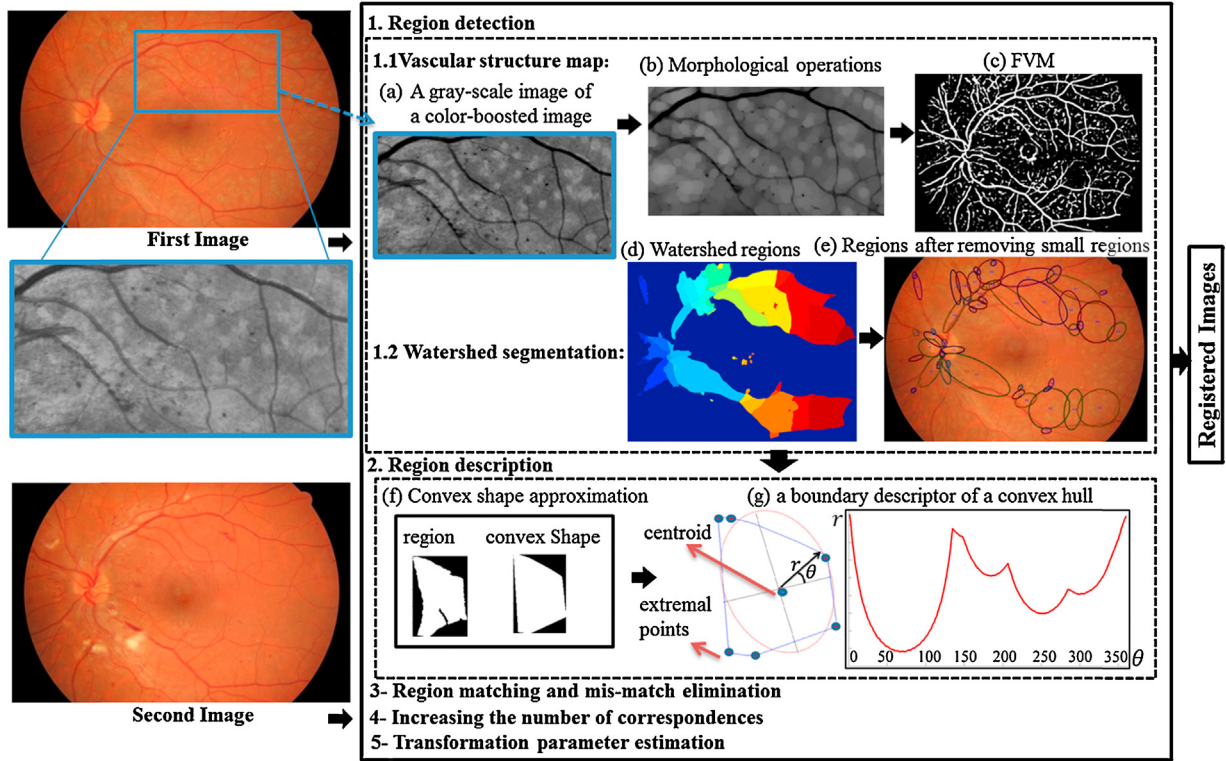 First Image
Second Image
1. Region detection
1.1Vascular structure map:
(a) A gray-scale image of
a color-boosted image
(b) Morphological operations
(c) FVM
1.2 Watershed segmentation:
(d) Watershed regions
(e) Regions after removing small regions
2. Region description
(f) Convex shape approximation
region
convex Shape
(g) a boundary descriptor of a convex hull
centroid
extremal
points
r
θ
r
0 50 100 150 200 250 300 350
θ
3- Region matching and mis-match elimination
4- Increasing the number of correspondences
5- Transformation parameter estimation
Registered Images